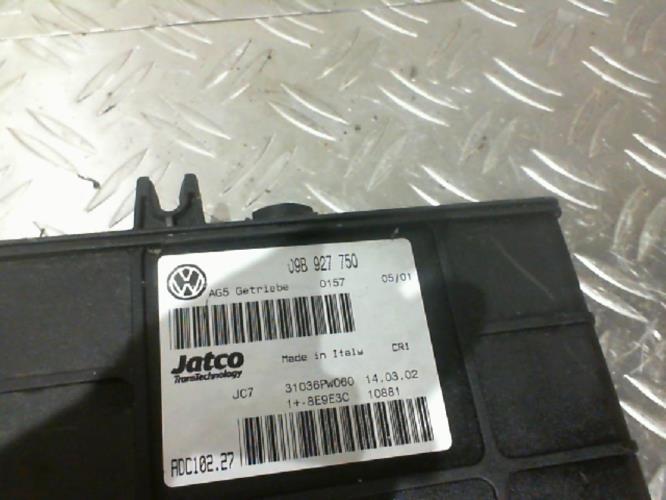 09B 927 750
AG5 Getriebe 0157 05/01
Jatco
TransTechnology
Made in Italy CR1
JC7 31036PW060 14.03.02
1+-8E9E3C 10881
ADC102.27